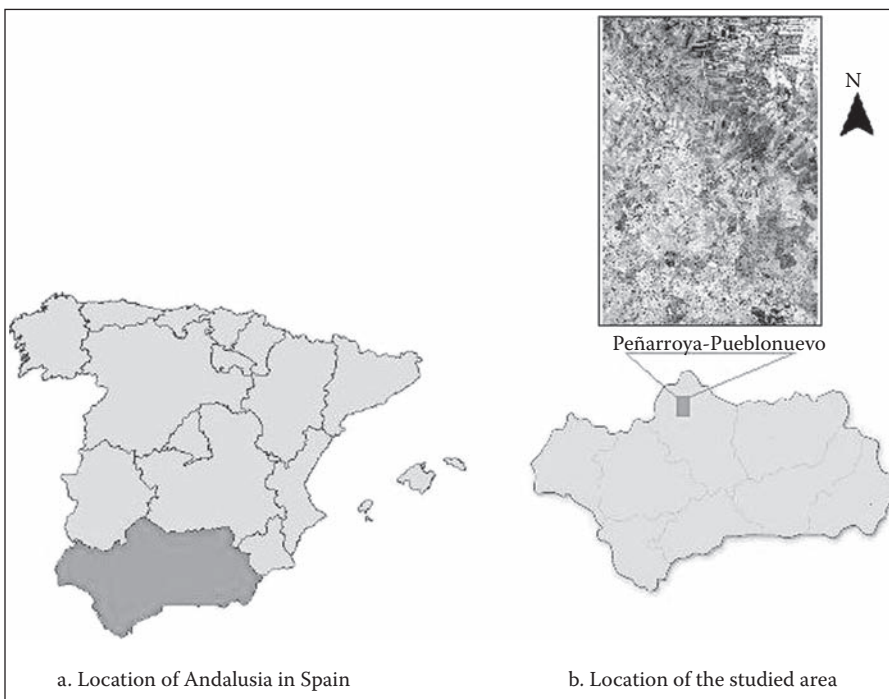 N
Peñarroya-Pueblonuevo
a. Location of Andalusia in Spain
b. Location of the studied area